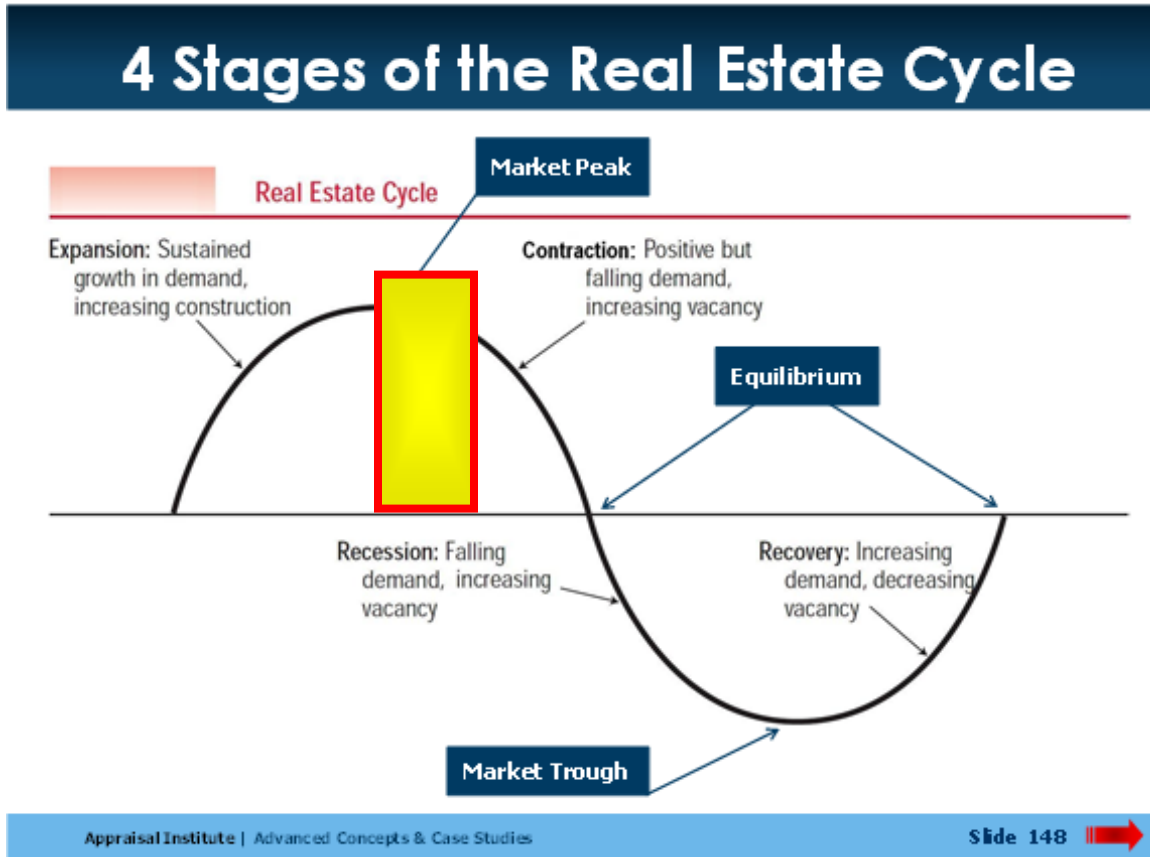 4 Stages of the Real Estate Cycle
Market Peak
Real Estate Cycle
Expansion: Sustained
growth in demand,
increasing construction
Contraction: Positive but
falling demand,
increasing vacancy
Equilibrium
Recession: Falling
demand, increasing
vacancy
Recovery: Increasing
demand, decreasing
vacancy
Market Trough
Appraisal Institute | Advanced Concepts & Case Studies
Slide 148